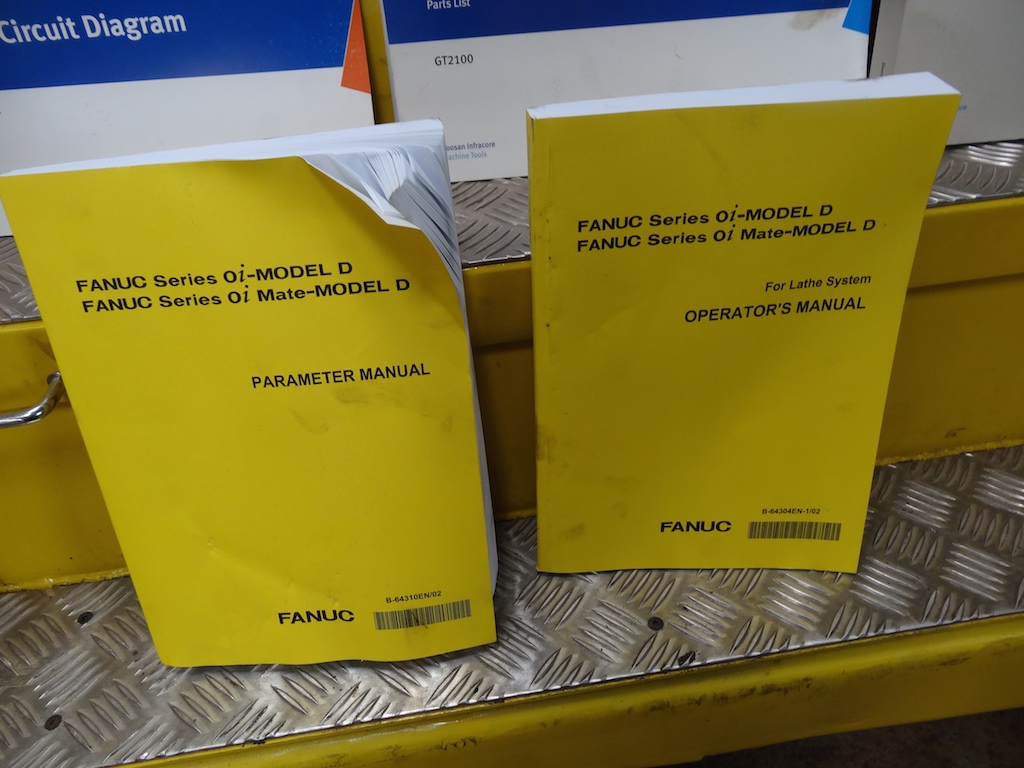 Circuit Diagram
Parts List
GT2100
oosan Infracore
achine Tools
FANUC Series 0i-MODEL D
FANUC Series 0i Mate-MODEL D
PARAMETER MANUAL
B-64310EN/02
FANUC
FANUC Series 0i-MODEL D
FANUC Series 0i Mate-MODEL D
For Lathe System
OPERATOR'S MANUAL
B-64304EN-1/02
FANUC